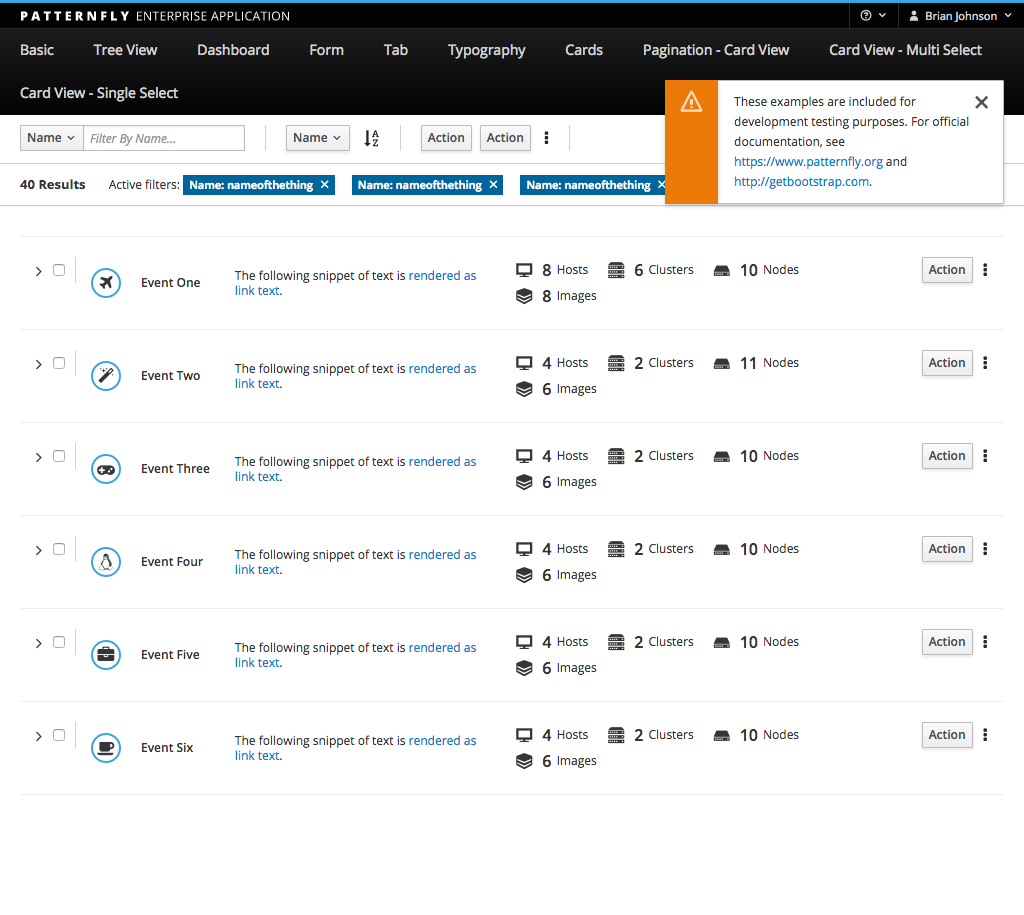 PATTERNFLY ENTERPRISE APPLICATION
Brian Johnson
Basic Tree View Dashboard Form Tab Typography Cards Pagination - Card View Card View - Multi Select
Card View - Single Select
These examples are included for
development testing purposes. For official
documentation, see
https://www.patternfly.org and
http://getbootstrap.com.
Name Filter By Name... Name Action Action
40 Results Active filters: Name: nameofthething × Name: nameofthething × Name: nameofthething ×
Event One
The following snippet of text is rendered as
link text.
8 Hosts 6 Clusters 10 Nodes
8 Images
Action
Event Two
The following snippet of text is rendered as
link text.
4 Hosts 2 Clusters 11 Nodes
6 Images
Action
Event Three
The following snippet of text is rendered as
link text.
4 Hosts 2 Clusters 10 Nodes
6 Images
Action
Event Four
The following snippet of text is rendered as
link text.
4 Hosts 2 Clusters 10 Nodes
6 Images
Action
Event Five
The following snippet of text is rendered as
link text.
4 Hosts 2 Clusters 10 Nodes
6 Images
Action
Event Six
The following snippet of text is rendered as
link text.
4 Hosts 2 Clusters 10 Nodes
6 Images
Action